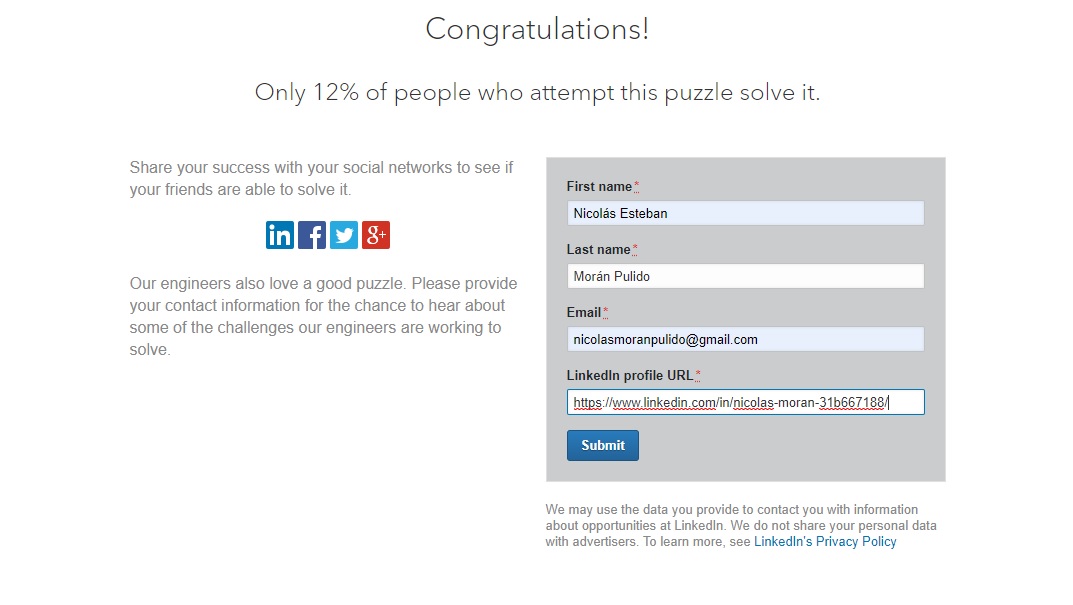 Congratulations!
Only 12% of people who attempt this puzzle solve it.
Share your success with your social networks to see if
your friends are able to solve it.
in f g+
Our engineers also love a good puzzle. Please provide
your contact information for the chance to hear about
some of the challenges our engineers are working to
solve.
First name*
Nicolás Esteban
Last name*
Morán Pulido
Email*
nicolasmoranpulido@gmail.com
LinkedIn profile URL*
https://www.linkedin.com/in/nicolas-moran-31b667188/
Submit
We may use the data you provide to contact you with information
about opportunities at LinkedIn. We do not share your personal data
with advertisers. To learn more, see LinkedIn's Privacy Policy